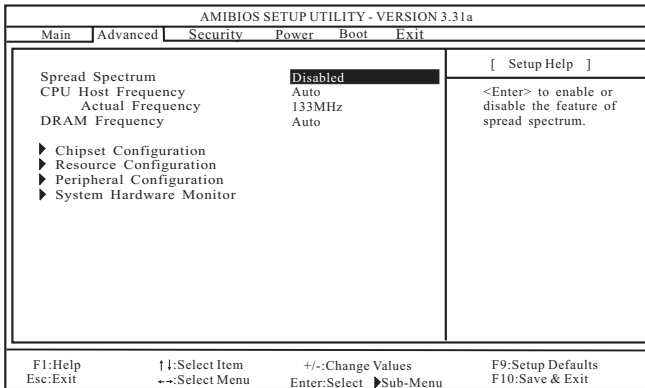 AMIBIOS SETUP UTILITY - VERSION 3.31a
Main Advanced Security Power Boot Exit
[ Setup Help ]
Spread Spectrum Disabled
CPU Host Frequency Auto
Actual Frequency 133MHz
DRAM Frequency Auto
<Enter> to enable or
disable the feature of
spread spectrum.
Chipset Configuration
Resource Configuration
Peripheral Configuration
System Hardware Monitor
F1:Help ↑↓:Select Item +/-:Change Values F9:Setup Defaults
Esc:Exit ←→:Select Menu Enter:Select ▶Sub-Menu F10:Save & Exit